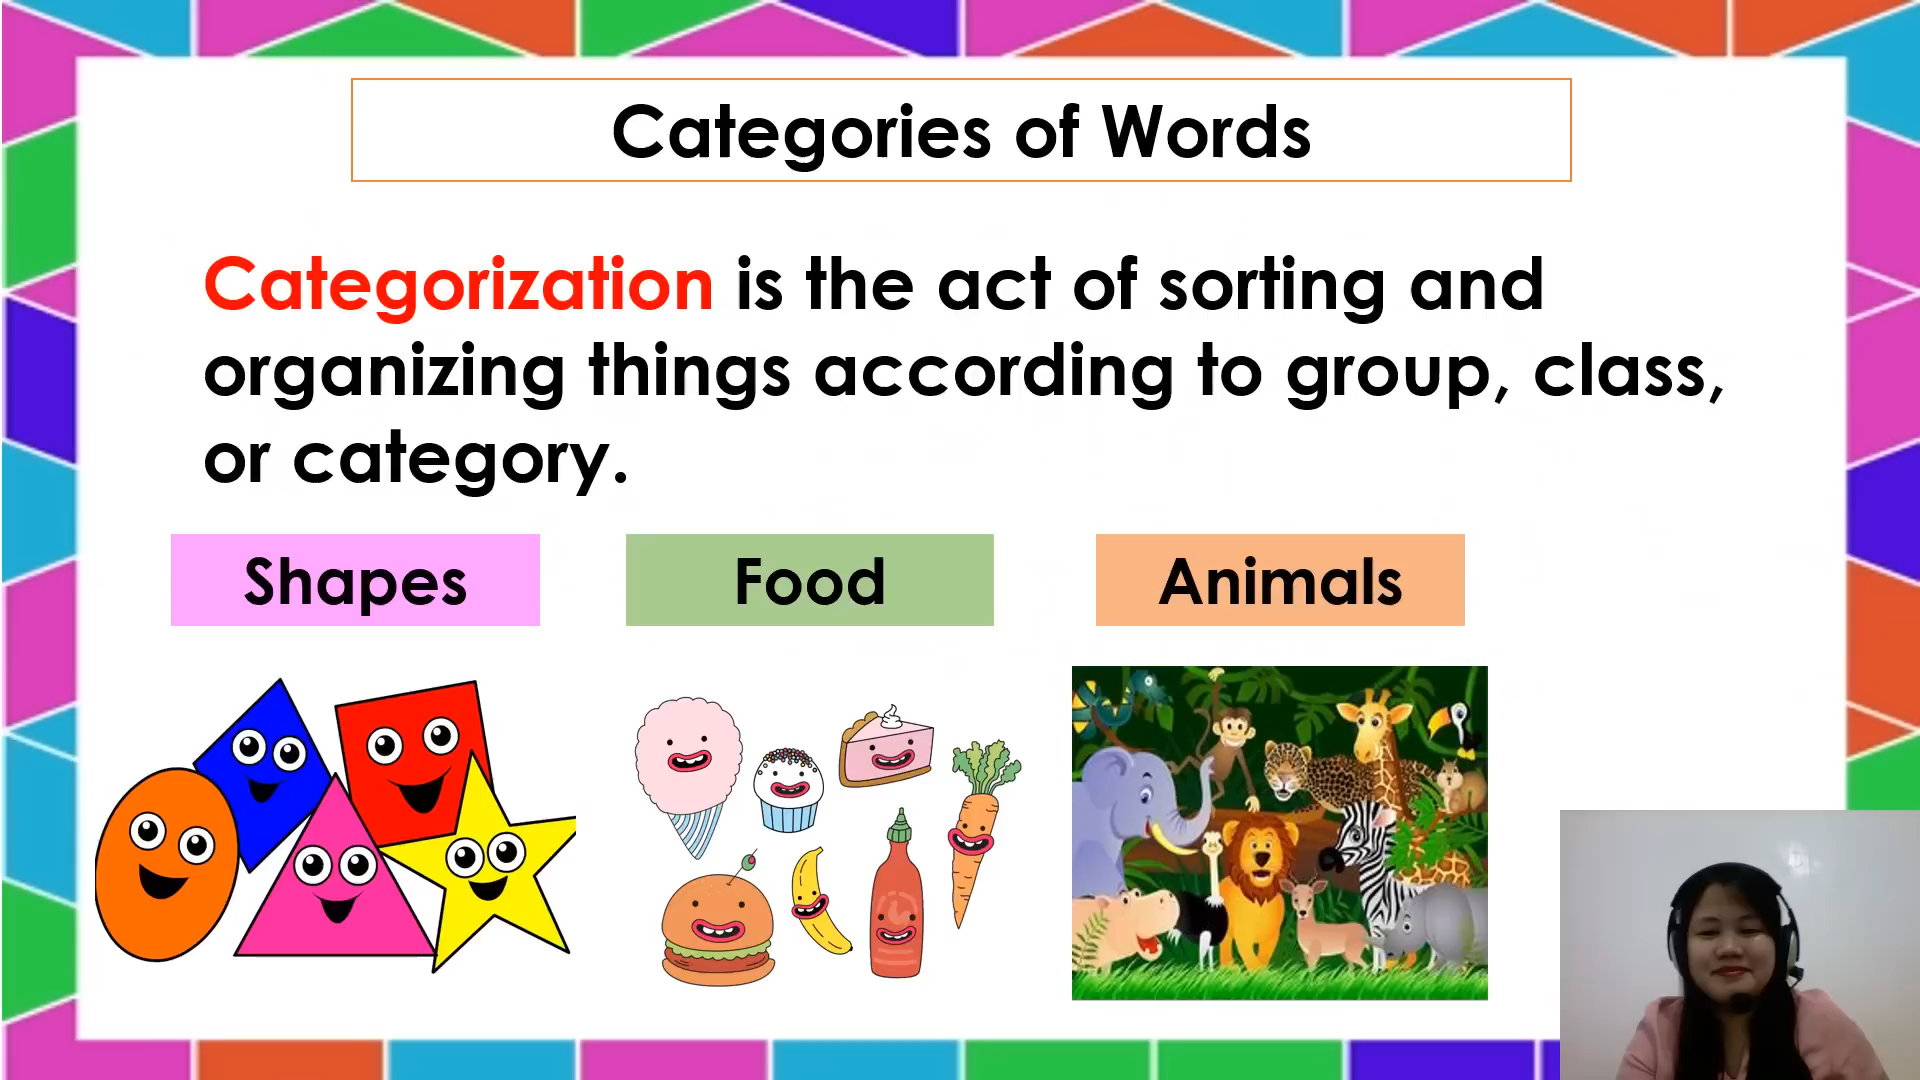 Categories of Words
Categorization is the act of sorting and
organizing things according to group, class,
or category.
Shapes
Food
Animals